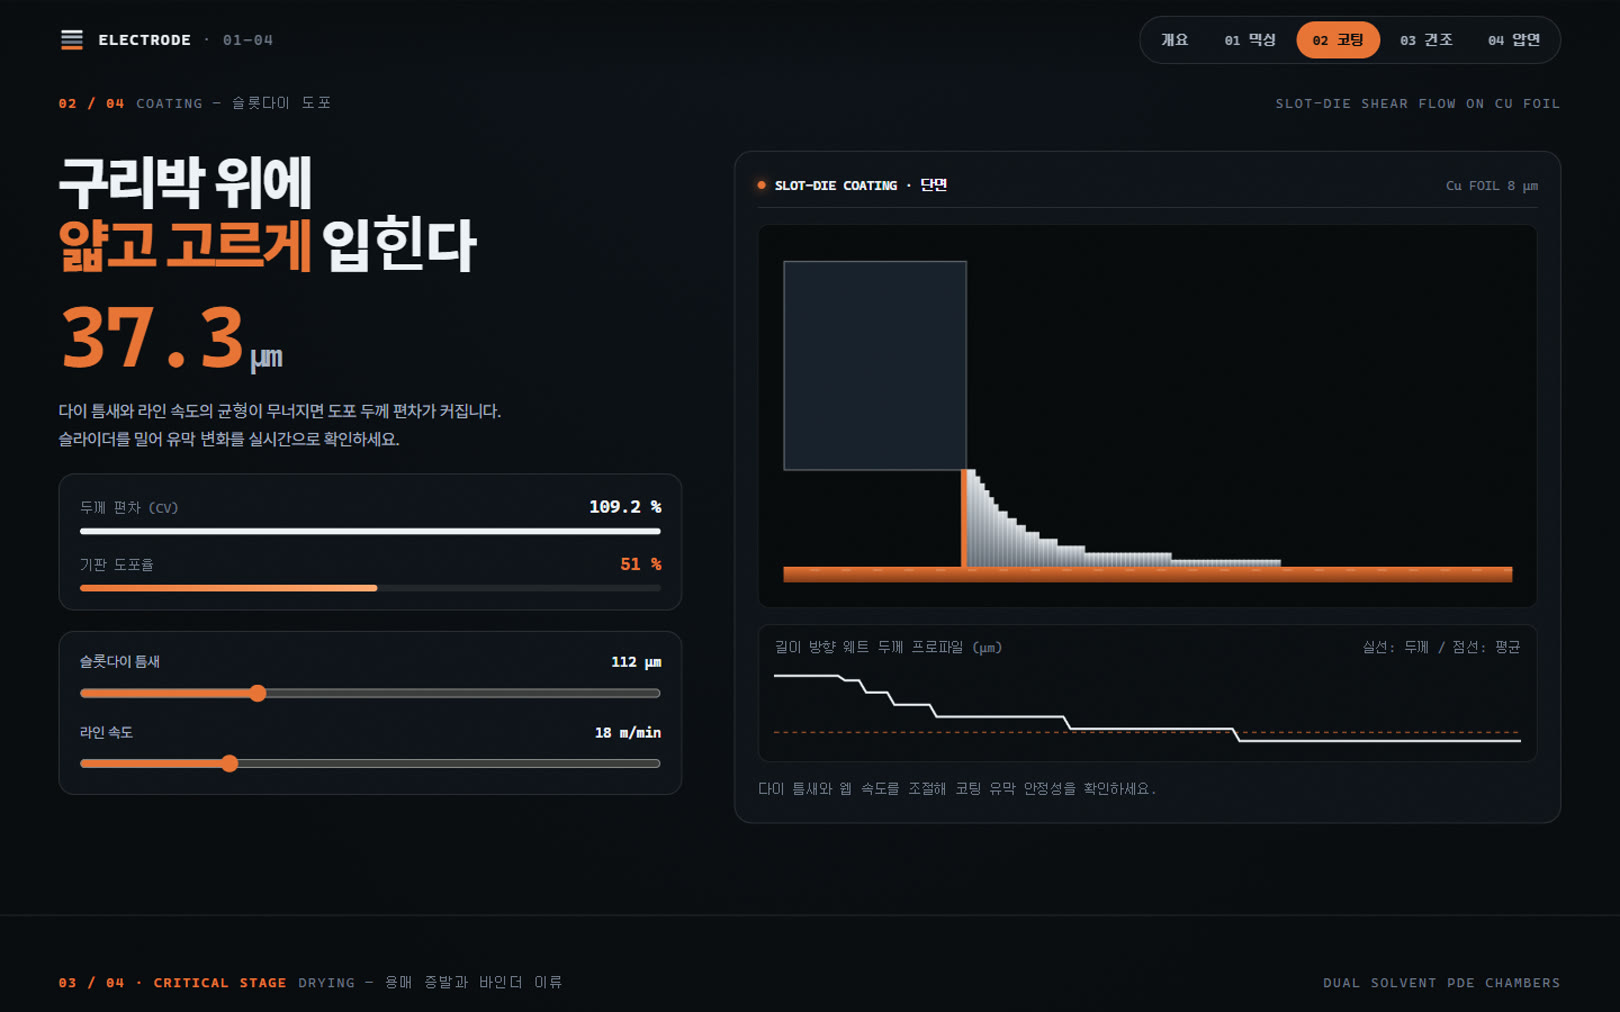 ELECTRODE · 01—04
개요 01 믹싱 02 코팅 03 건조 04 압연
02 / 04 COATING — 슬롯다이 도포
SLOT-DIE SHEAR FLOW ON CU FOIL
구리박 위에
얇고 고르게 입힌다
37.3 μm
다이 틈새와 라인 속도의 균형이 무너지면 도포 두께 편차가 커집니다.
슬라이더를 밀어 유막 변화를 실시간으로 확인하세요.
두께 편차 (CV) 109.2 %
기판 도포율 51 %
슬롯다이 틈새 112 μm
라인 속도 18 m/min
SLOT-DIE COATING · 단면
Cu FOIL 8 μm
길이 방향 웨트 두께 프로파일 (μm)
실선: 두께 / 점선: 평균
다이 틈새와 웹 속도를 조절해 코팅 유막 안정성을 확인하세요.
03 / 04 · CRITICAL STAGE DRYING — 용매 증발과 바인더 이류
DUAL SOLVENT PDE CHAMBERS